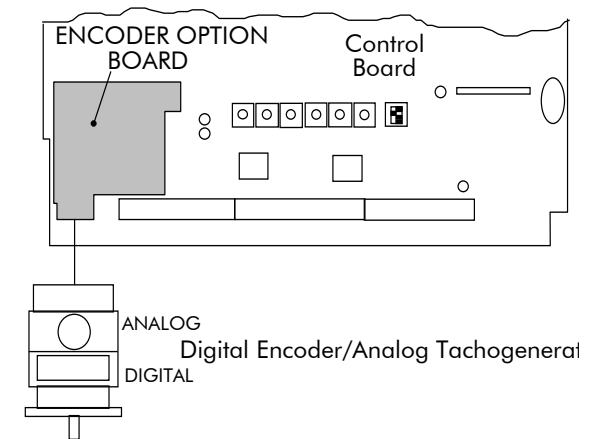 ENCODER OPTION
BOARD
Control
Board
ANALOG
Digital Encoder/Analog Tachogenerat
DIGITAL